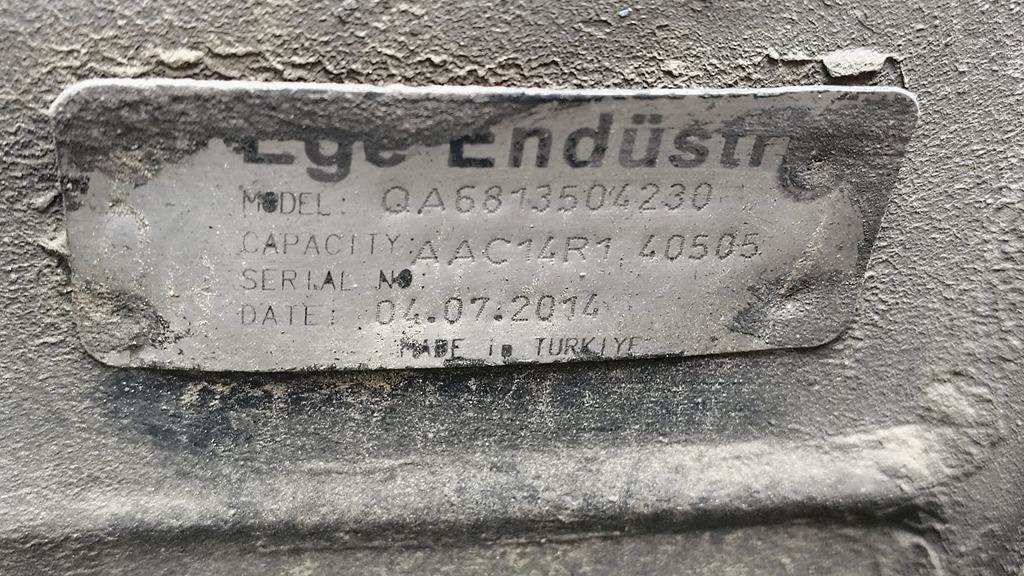 Ege Endüstri
MODEL: QA6813504230
CAPACITY: AAC14R1 40505
SERIAL NO
DATE: 04.07.2014
MADE in TURKIYE